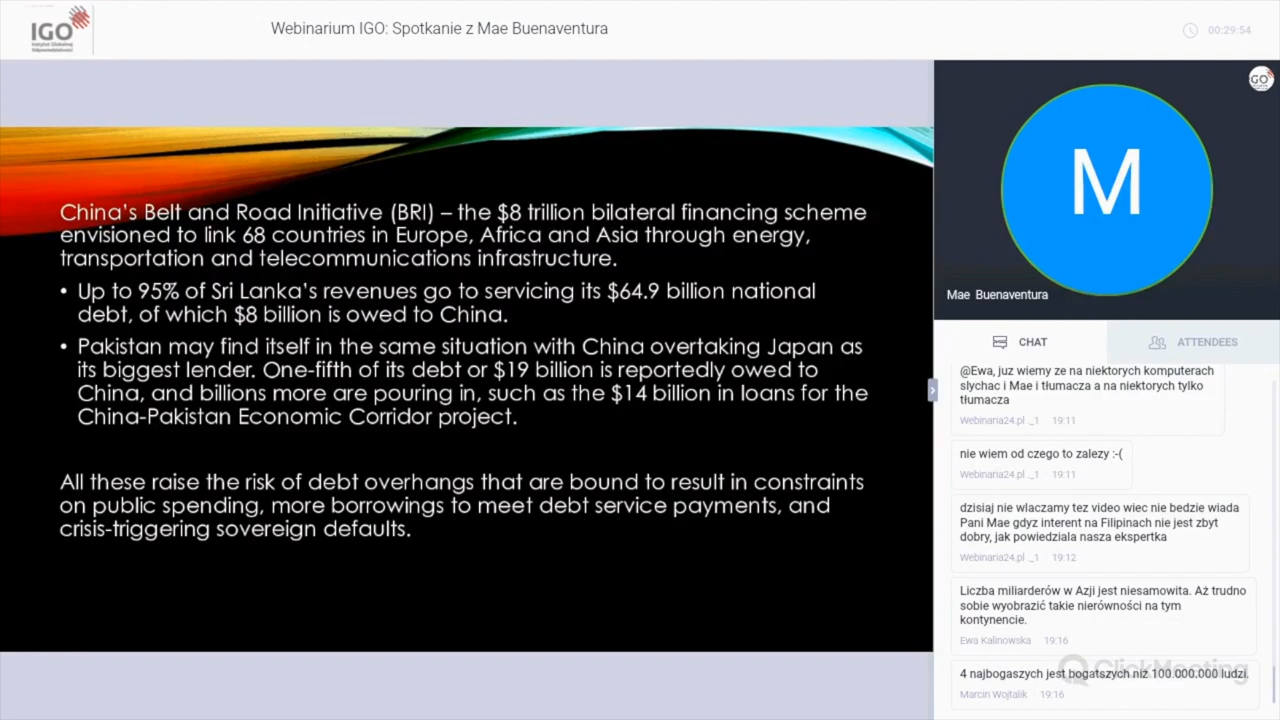 IGO
Instytut Globalnej
Odpowiedzialności
Webinarium IGO: Spotkanie z Mae Buenaventura
00:29:54
China's Belt and Road Initiative (BRI) – the $8 trillion bilateral financing scheme
envisioned to link 68 countries in Europe, Africa and Asia through energy,
transportation and telecommunications infrastructure.
• Up to 95% of Sri Lanka's revenues go to servicing its $64.9 billion national
debt, of which $8 billion is owed to China.
• Pakistan may find itself in the same situation with China overtaking Japan as
its biggest lender. One-fifth of its debt or $19 billion is reportedly owed to
China, and billions more are pouring in, such as the $14 billion in loans for the
China-Pakistan Economic Corridor project.
All these raise the risk of debt overhangs that are bound to result in constraints
on public spending, more borrowings to meet debt service payments, and
crisis-triggering sovereign defaults.
IGO
M
Mae Buenaventura
CHAT
ATTENDEES
@Ewa, juz wiemy ze na niektorych komputerach
slychac i Mae i tłumacza a na niektorych tylko
tłumacza
Webinaria24.pl ._1 19:11
nie wiem od czego to zalezy :-(
Webinaria24.pl ._1 19:11
dzisiaj nie wlaczamy tez video wiec nie bedzie wiada
Pani Mae gdyz interent na Filipinach nie jest zbyt
dobry, jak powiedziala nasza ekspertka
Webinaria24.pl ._1 · 19:12
Liczba miliarderów w Azji jest niesamowita. Aż trudno
sobie wyobrazić takie nierówności na tym
kontynencie.
Ewa Kalinowska 19:16
4 najbogaszych jest bogatszych niż 100.000.000 ludzi.
Marcin Wojtalik · 19:16
ClickMeeting